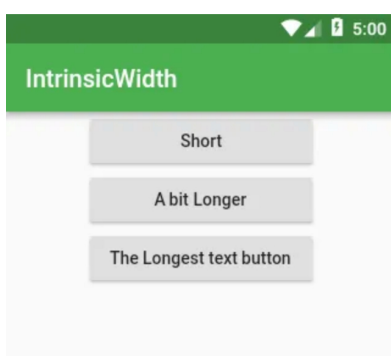 5:00
IntrinsicWidth
Short
A bit Longer
The Longest text button